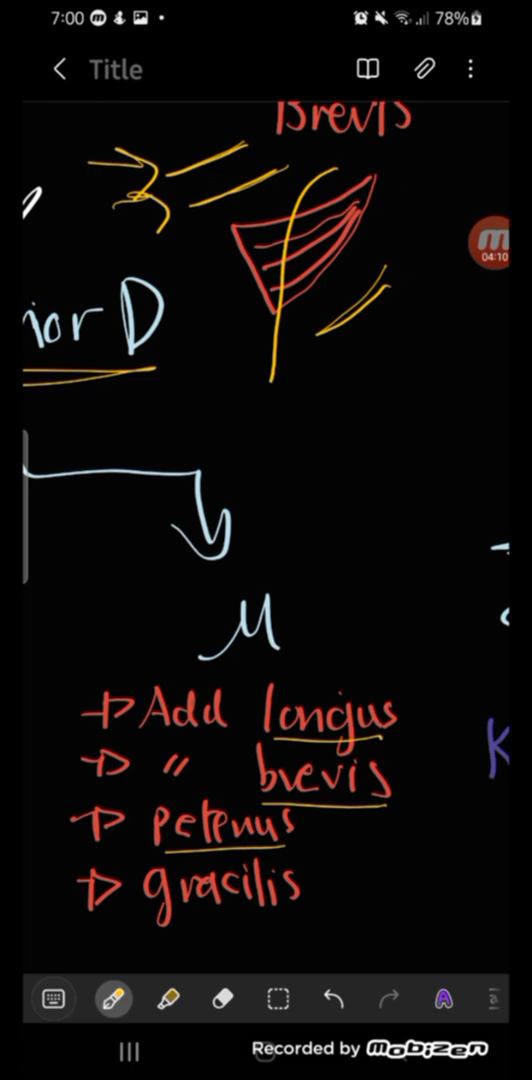 7:00 78%
Title
Brevis
04:10
ior D
M
Add longus
" brevis
petenus
gracilis
K
A
Recorded by mobizen